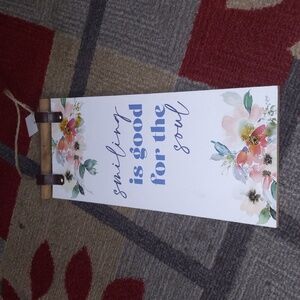 smiling
is good
for the
soul